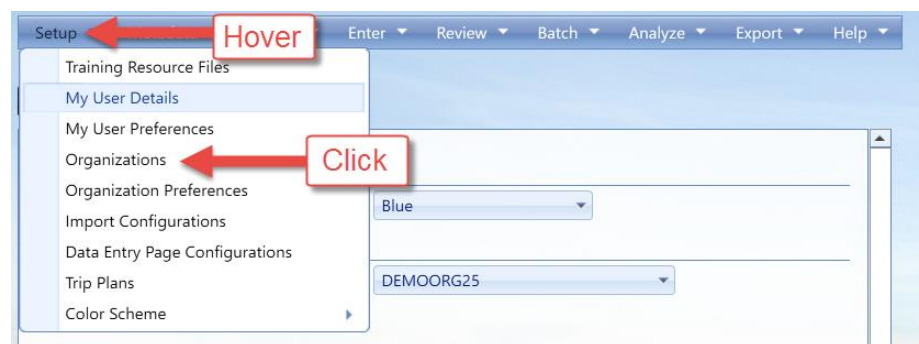 Setup Hover Enter Review Batch Analyze Export Help
Training Resource Files
My User Details
My User Preferences
Organizations Click
Organization Preferences
Blue
Import Configurations
Data Entry Page Configurations
Trip Plans DEMOORG25
Color Scheme